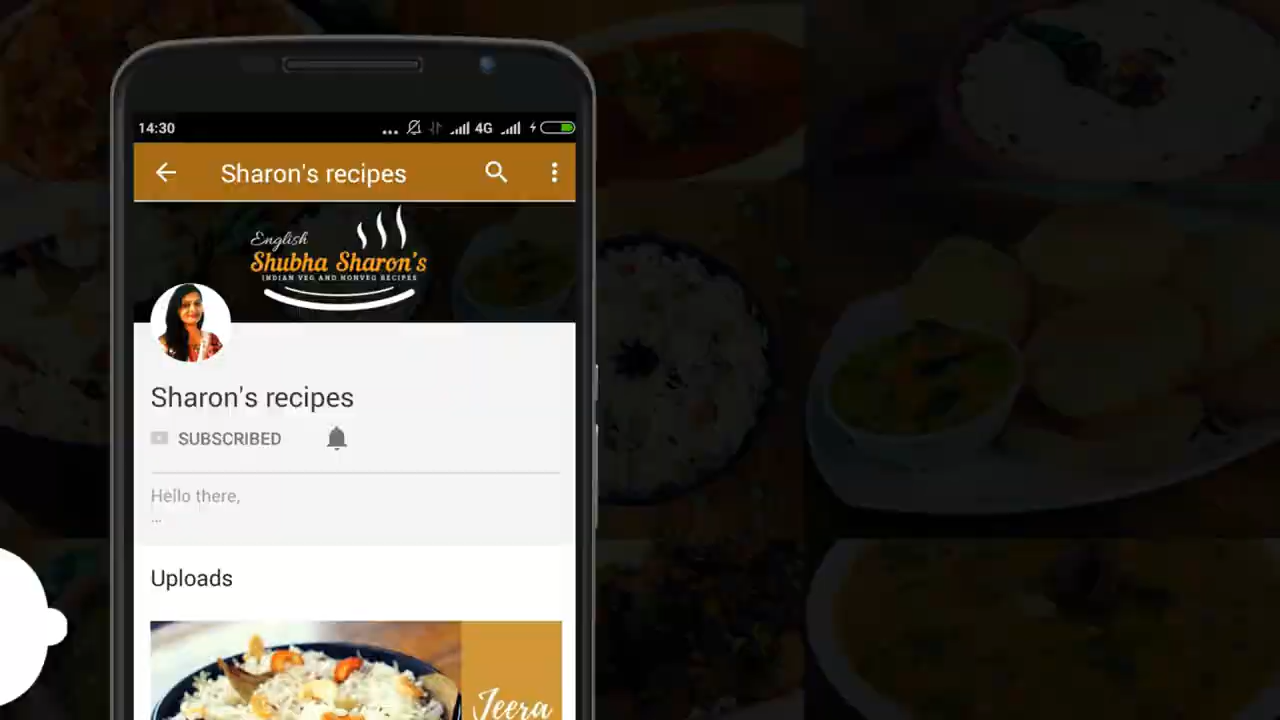 14:30
4G
Sharon's recipes
English
Shubha Sharon's
INDIAN VEG AND NONVEG RECIPES
Sharon's recipes
SUBSCRIBED
Hello there,
...
Uploads
Jeera